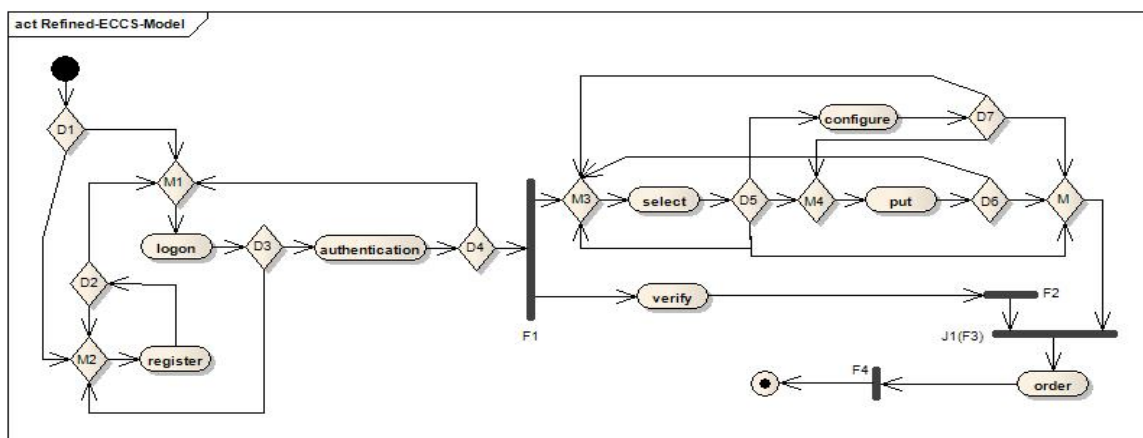 act Refined-ECCS-Model
D1
configure
D7
M1
M3
select
D5
M4
put
D6
M
logon
D3
authentication
D4
D2
verify
F2
F1
J1(F3)
M2
register
F4
order